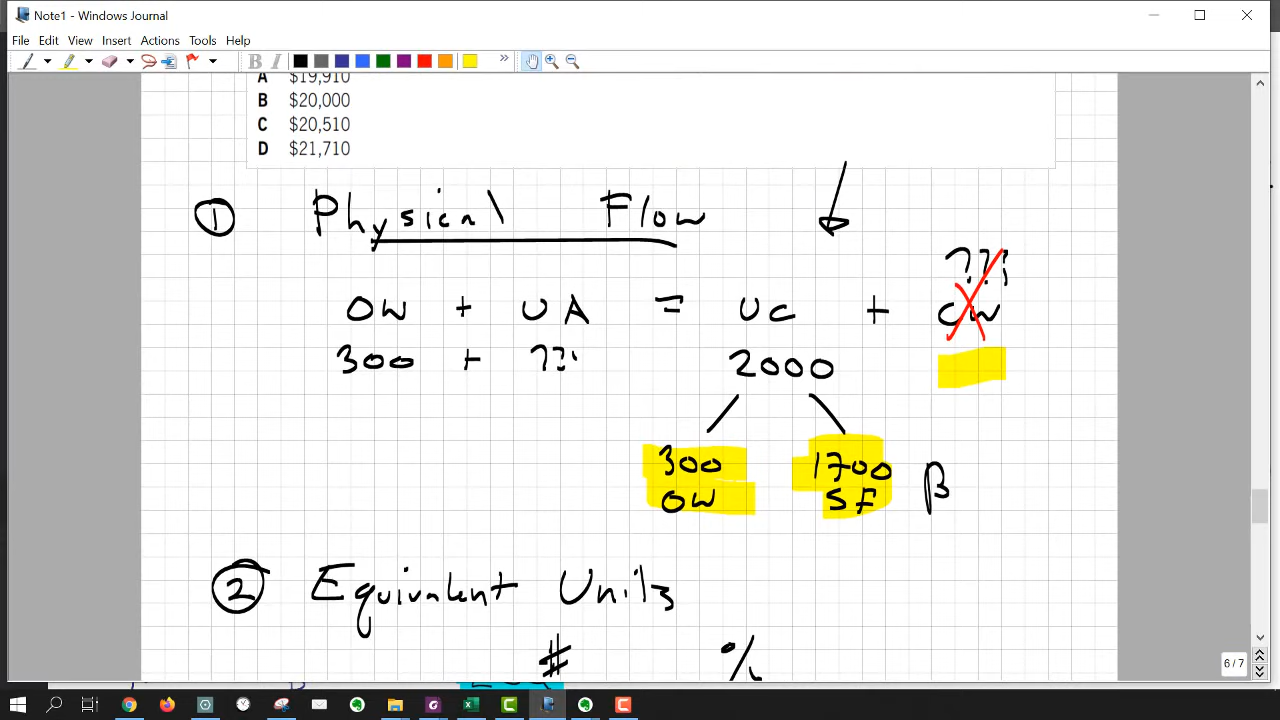 Note1 - Windows Journal
File Edit View Insert Actions Tools Help
B I
A $19,910
B $20,000
C $20,510
D $21,710
① Physical Flow
???
OW + UA = UC + CW
300 + ??? 2000
300 1700
OW SF β
② Equivalent Units
# %
6 / 7